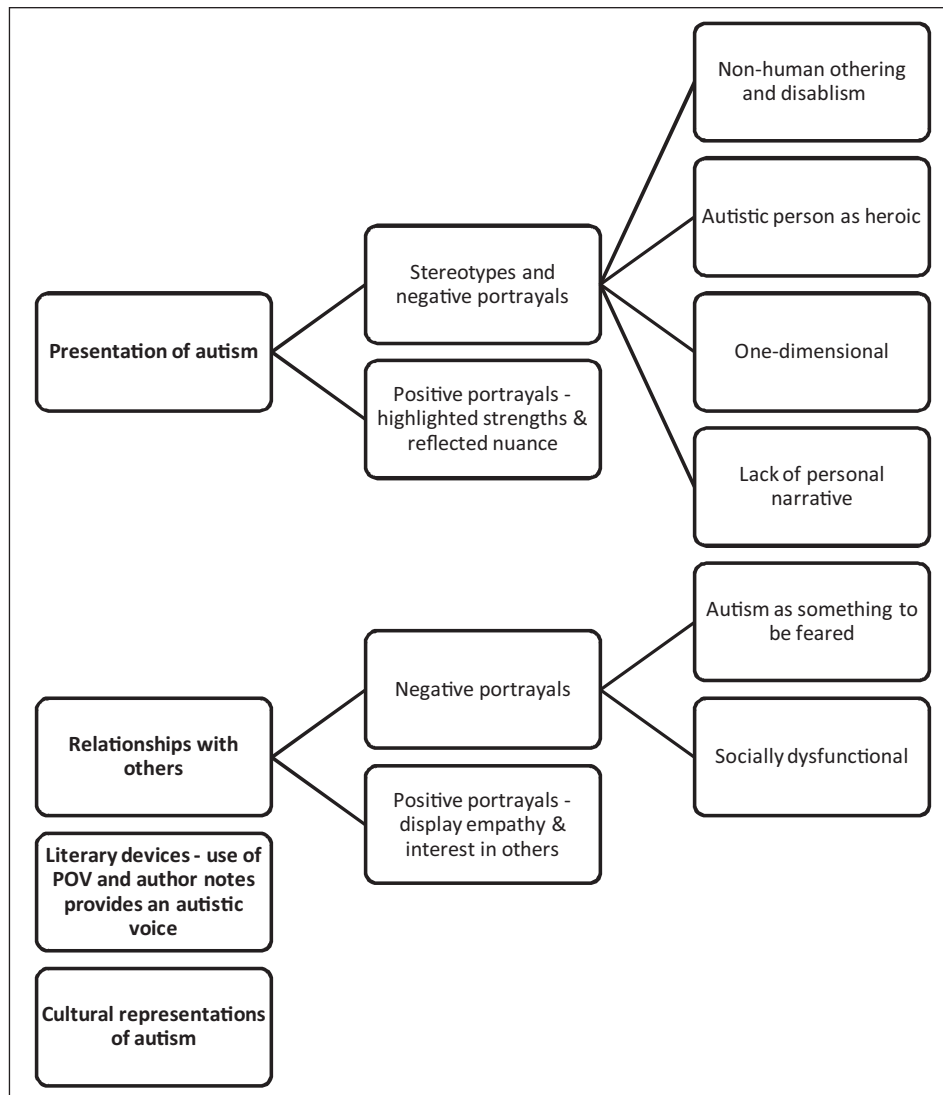 Presentation of autism
Stereotypes and
negative portrayals
Non-human othering
and disablism
Autistic person as heroic
One-dimensional
Lack of personal
narrative
Positive portrayals -
highlighted strengths &
reflected nuance
Relationships with
others
Negative portrayals
Autism as something to
be feared
Socially dysfunctional
Positive portrayals -
display empathy &
interest in others
Literary devices - use of
POV and author notes
provides an autistic
voice
Cultural representations
of autism